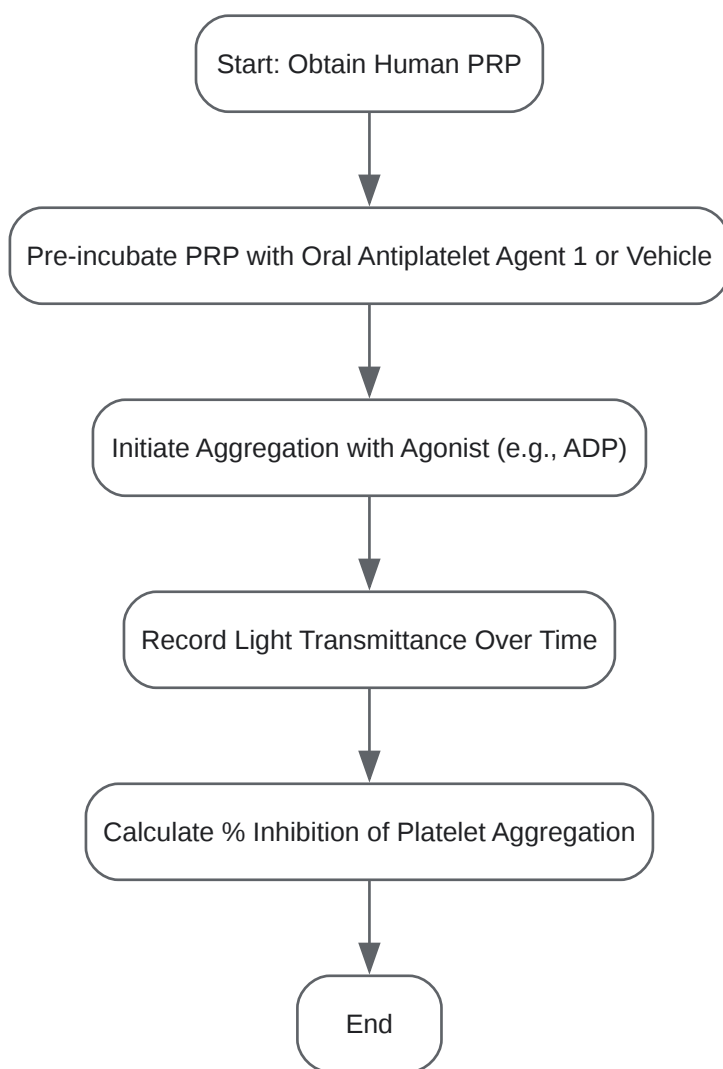 Start: Obtain Human PRP
Pre-incubate PRP with Oral Antiplatelet Agent 1 or Vehicle
Initiate Aggregation with Agonist (e.g., ADP)
Record Light Transmittance Over Time
Calculate % Inhibition of Platelet Aggregation
End